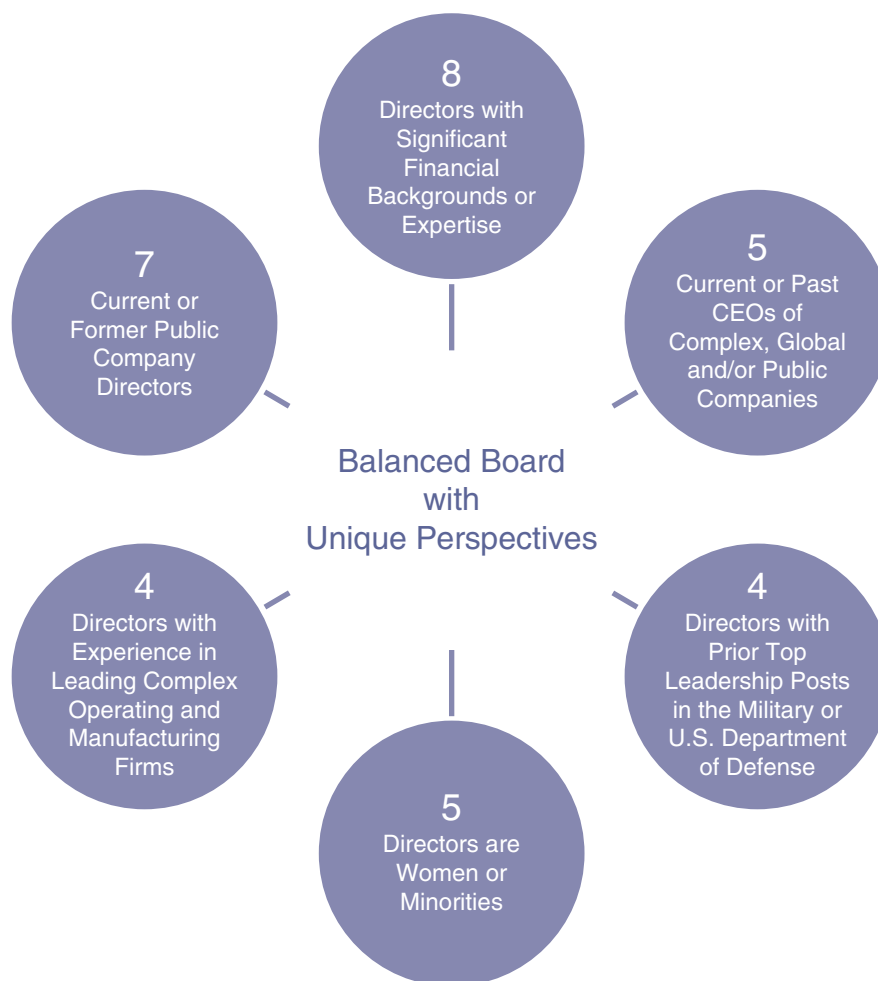 8
Directors with
Significant
Financial
Backgrounds or
Expertise
7
Current or
Former Public
Company
Directors
5
Current or Past
CEOs of
Complex, Global
and/or Public
Companies
Balanced Board
with
Unique Perspectives
4
Directors with
Experience in
Leading Complex
Operating and
Manufacturing
Firms
4
Directors with
Prior Top
Leadership Posts
in the Military or
U.S. Department
of Defense
5
Directors are
Women or
Minorities